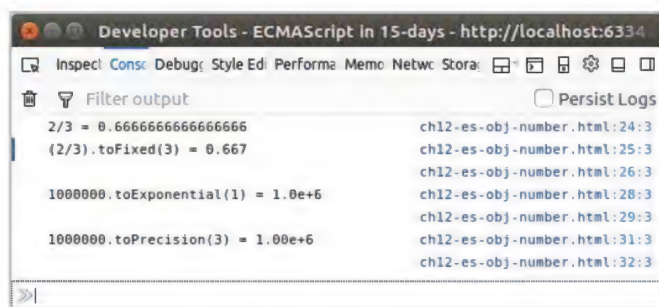 Developer Tools - ECMAScript in 15-days - http://localhost:6334
Inspect Consc Debugg Style Ed Performa Memo Netwc Stora
Filter output Persist Logs
2/3 = 0.6666666666666666 ch12-es-obj-number.html:24:3
(2/3).toFixed(3) = 0.667 ch12-es-obj-number.html:25:3
ch12-es-obj-number.html:26:3
1000000.toExponential(1) = 1.0e+6 ch12-es-obj-number.html:28:3
ch12-es-obj-number.html:29:3
1000000.toPrecision(3) = 1.00e+6 ch12-es-obj-number.html:31:3
ch12-es-obj-number.html:32:3